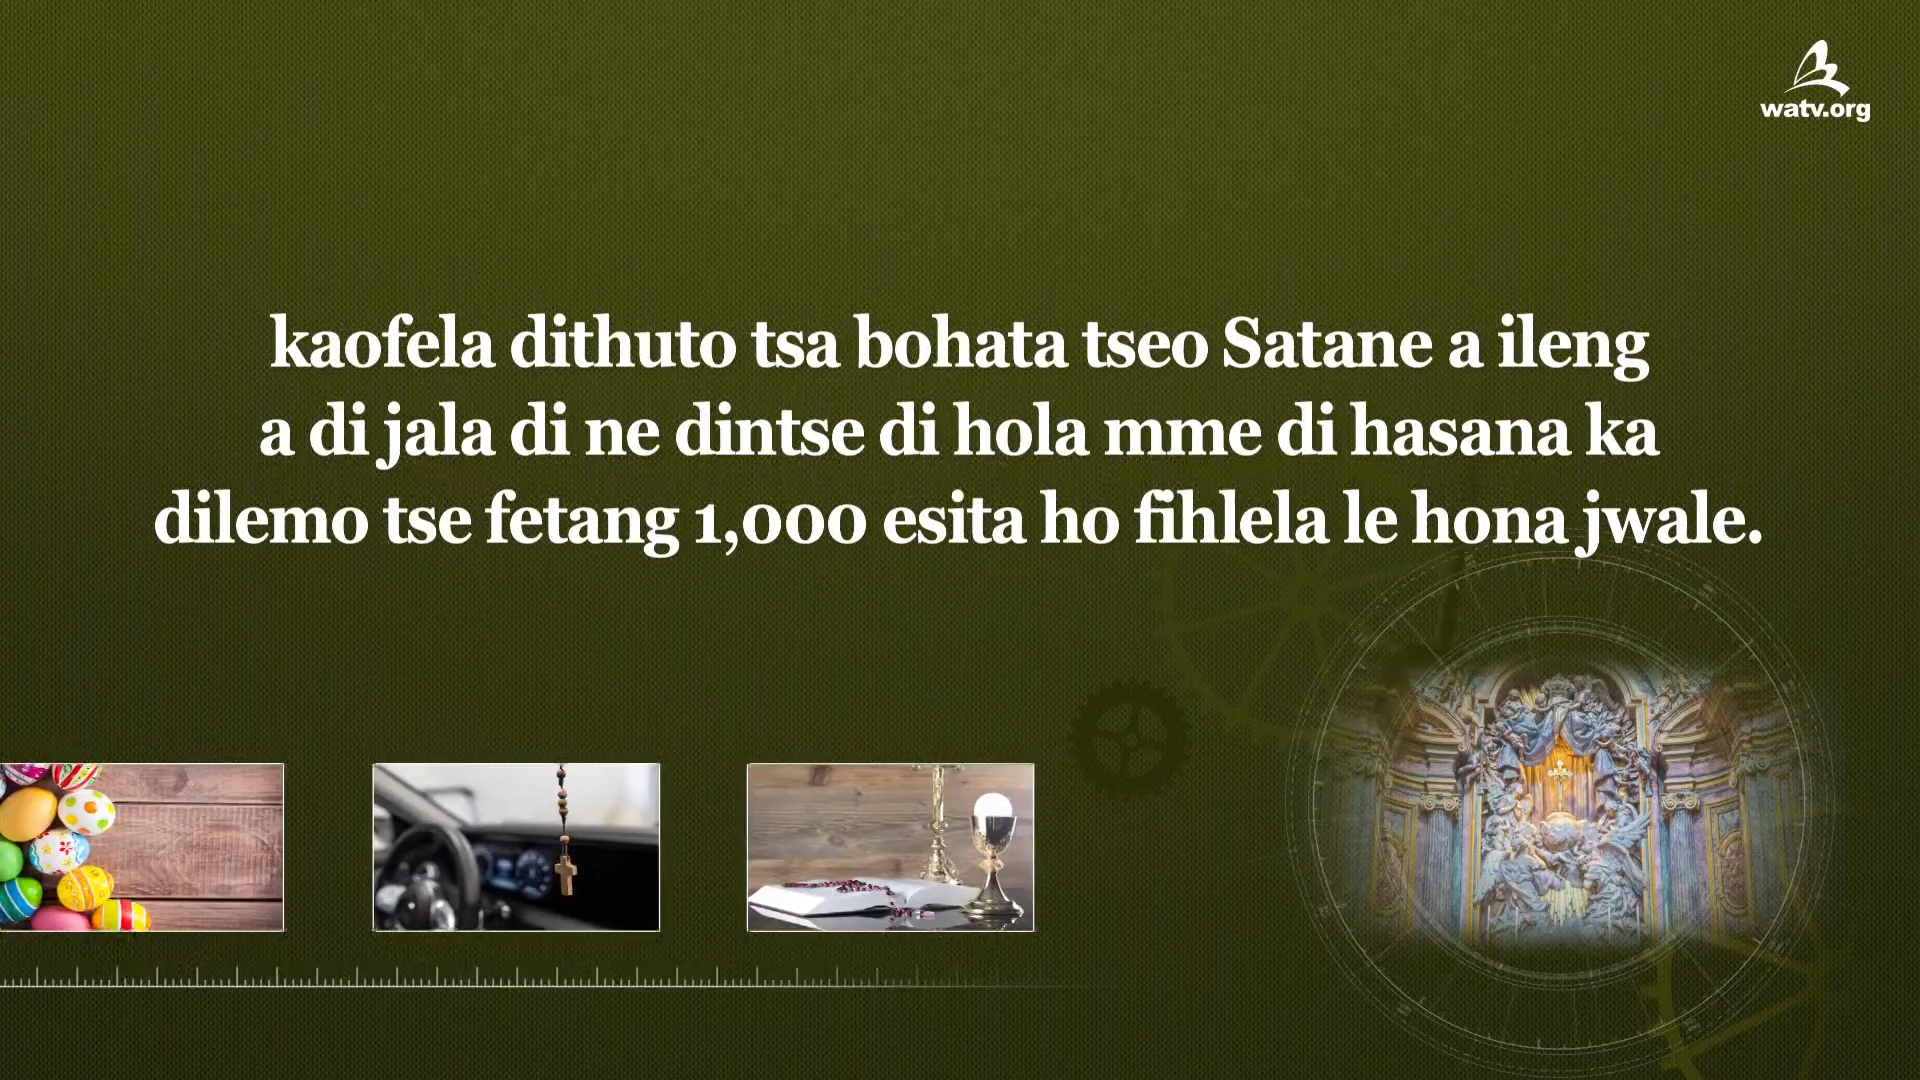 watv.org
kaofela dithuto tsa bohata tseo Satane a ileng
a di jala di ne dintse di hola mme di hasana ka
dilemo tse fetang 1,000 esita ho fihlela le hona jwale.